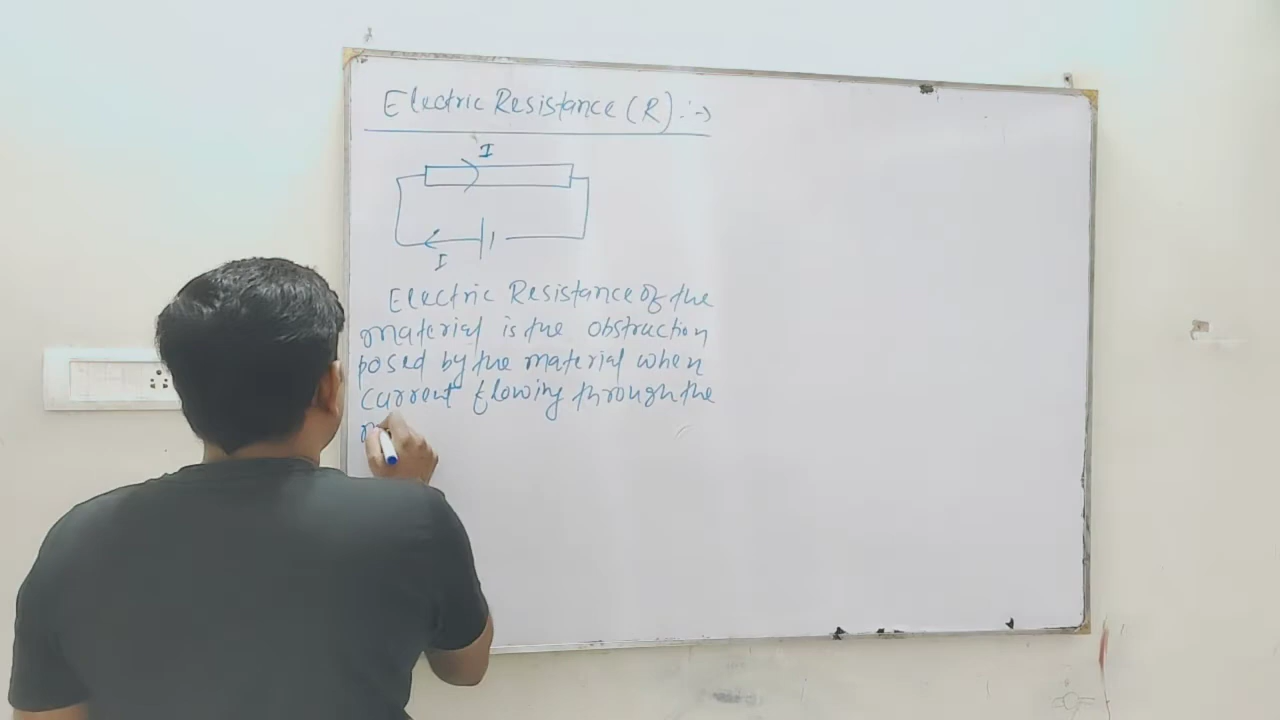 Electric Resistance (R) :->
I
I
Electric Resistance of the
material is the obstruction
posed by the material when
current flowing through the